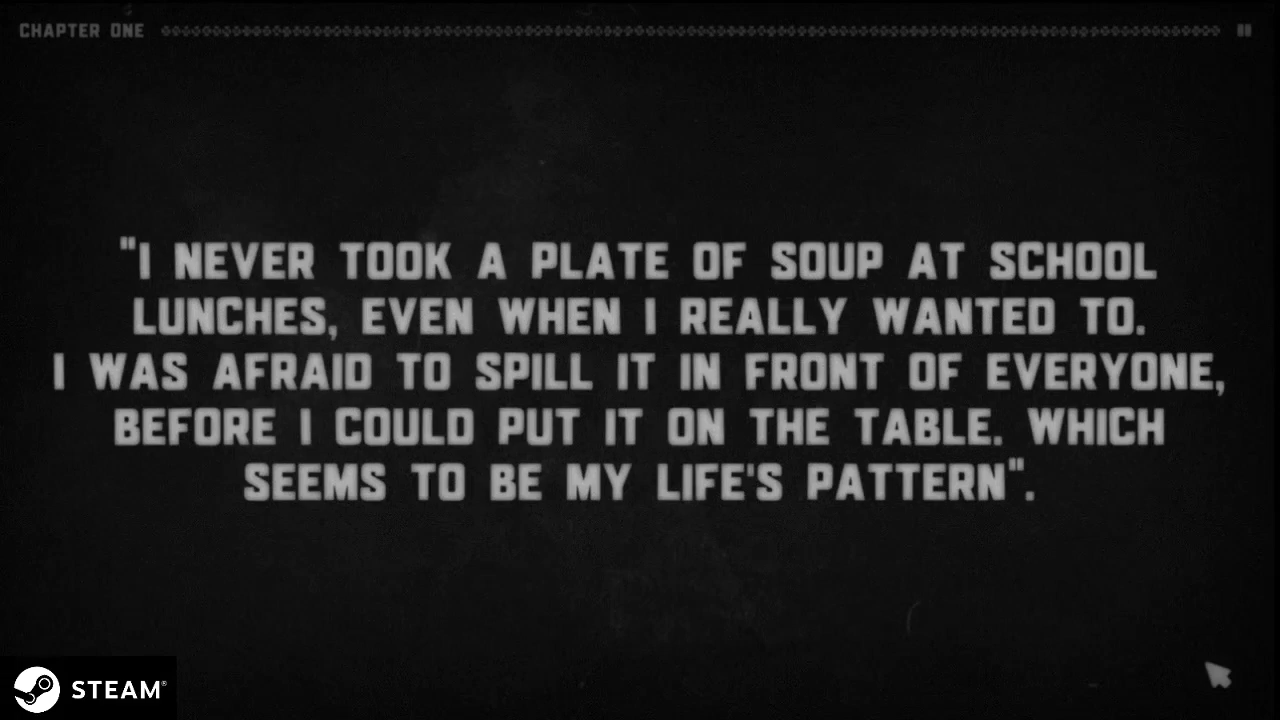 CHAPTER ONE
"I NEVER TOOK A PLATE OF SOUP AT SCHOOL
LUNCHES, EVEN WHEN I REALLY WANTED TO.
I WAS AFRAID TO SPILL IT IN FRONT OF EVERYONE,
BEFORE I COULD PUT IT ON THE TABLE. WHICH
SEEMS TO BE MY LIFE'S PATTERN".
STEAM®